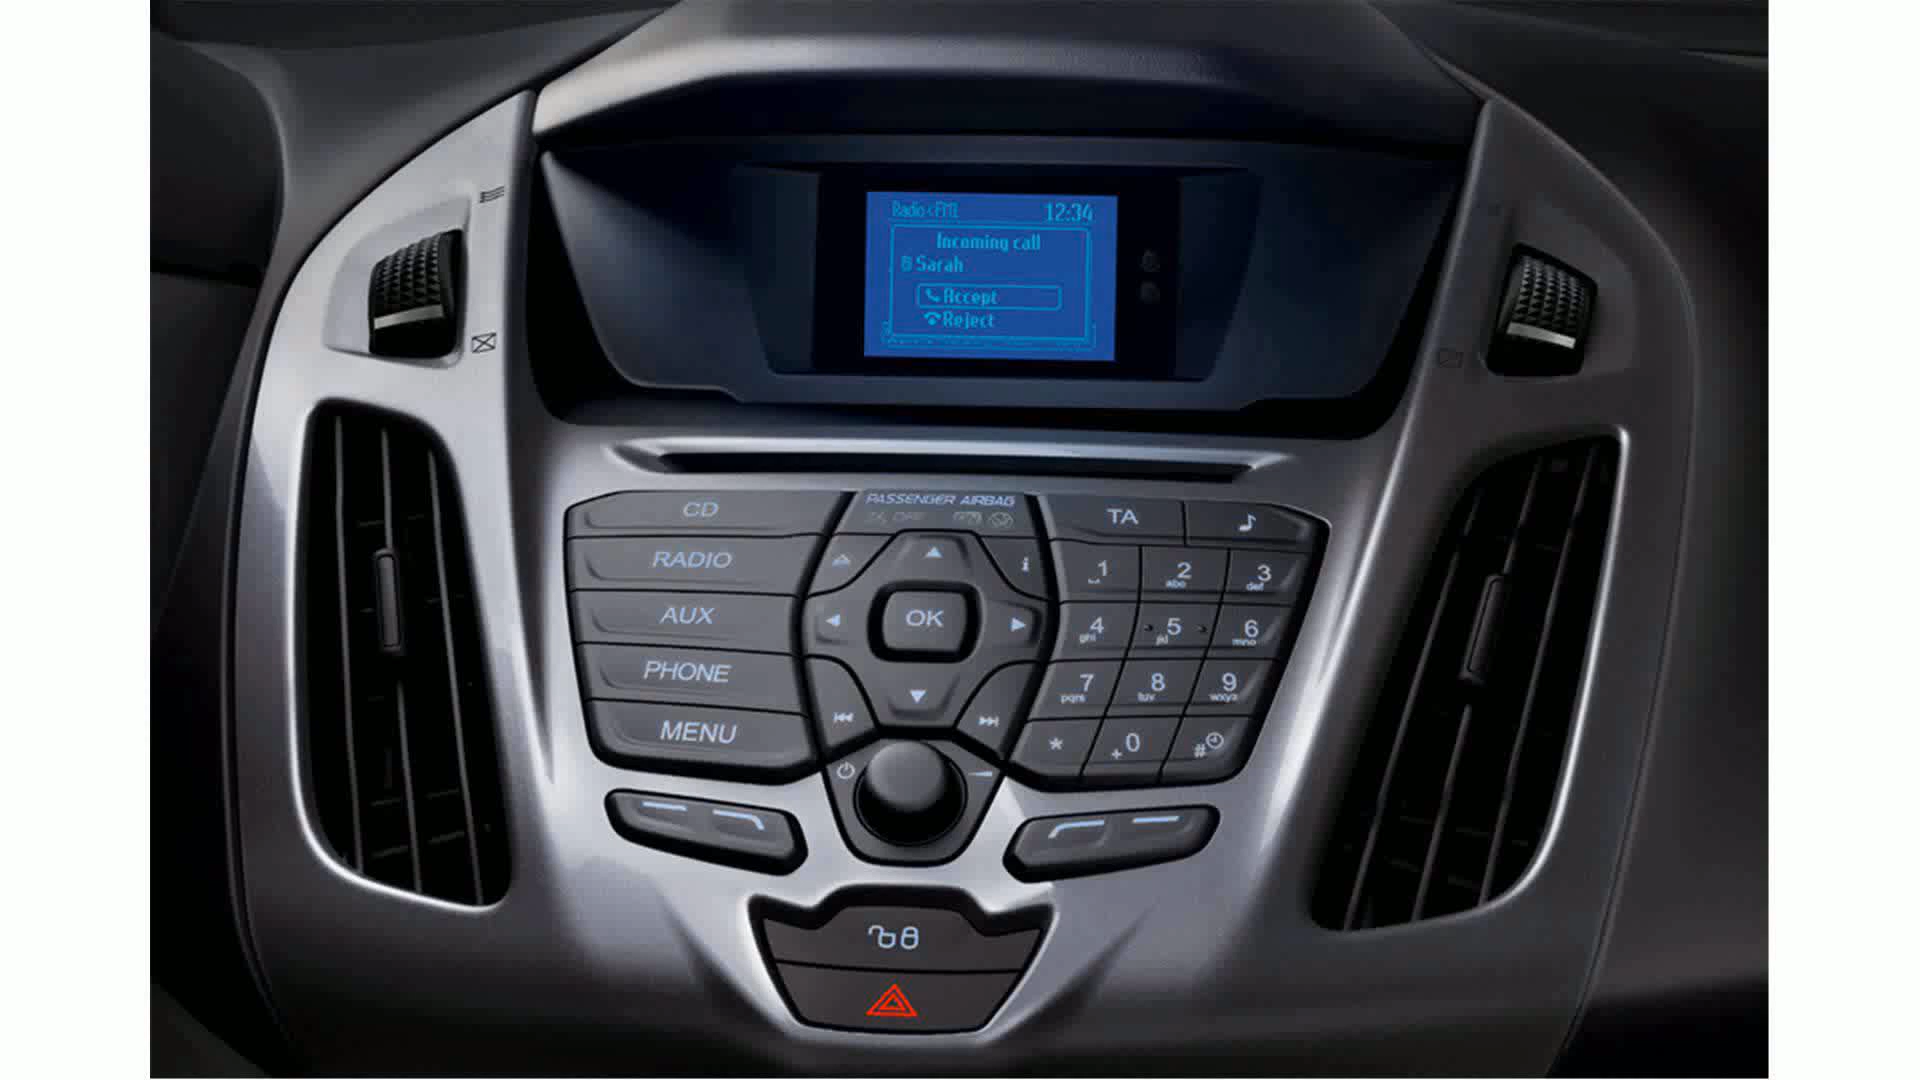 Radio<FM1 12:34
Incoming call
Sarah
Accept
Reject
CD
PASSENGER AIRBAG
OFF
TA
RADIO
i
1
2 abc
3 def
AUX
OK
4 ghi
5 jkl
6 mno
PHONE
7 pqrs
8 tuv
9 wxyz
MENU
*
+0
#